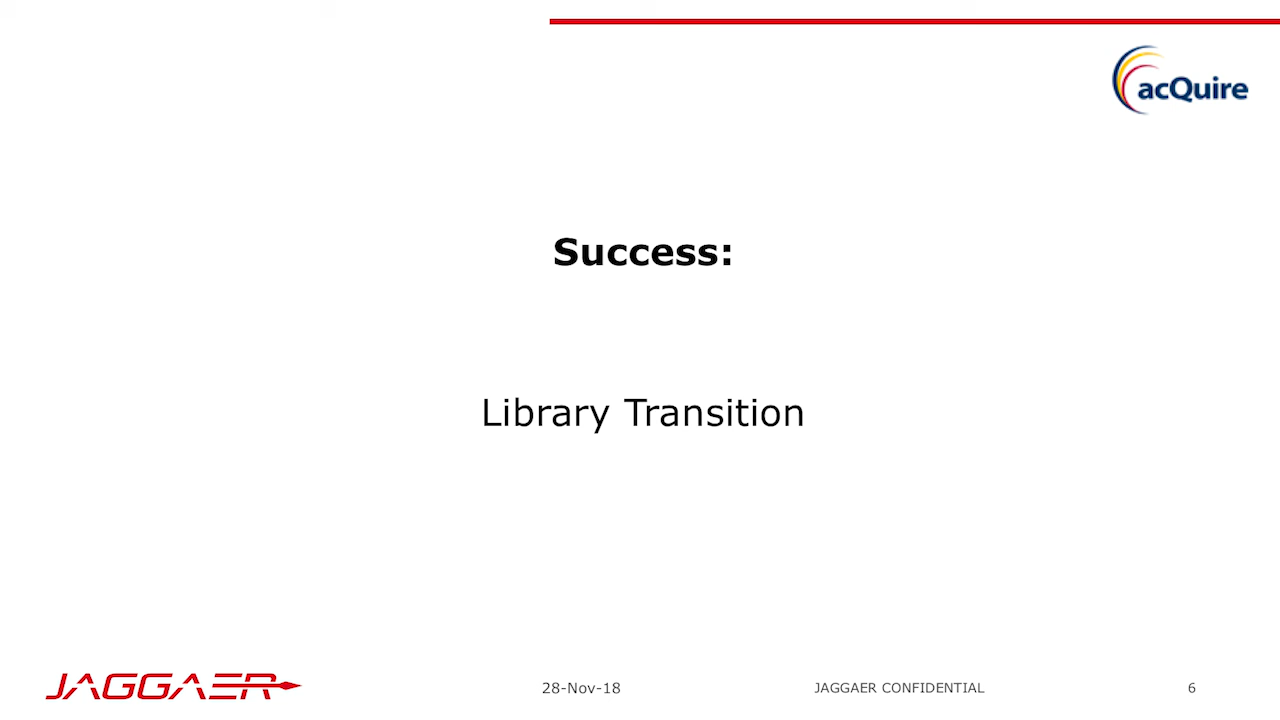 acQuire
Success:
Library Transition
JAGGAER
28-Nov-18
JAGGAER CONFIDENTIAL
6